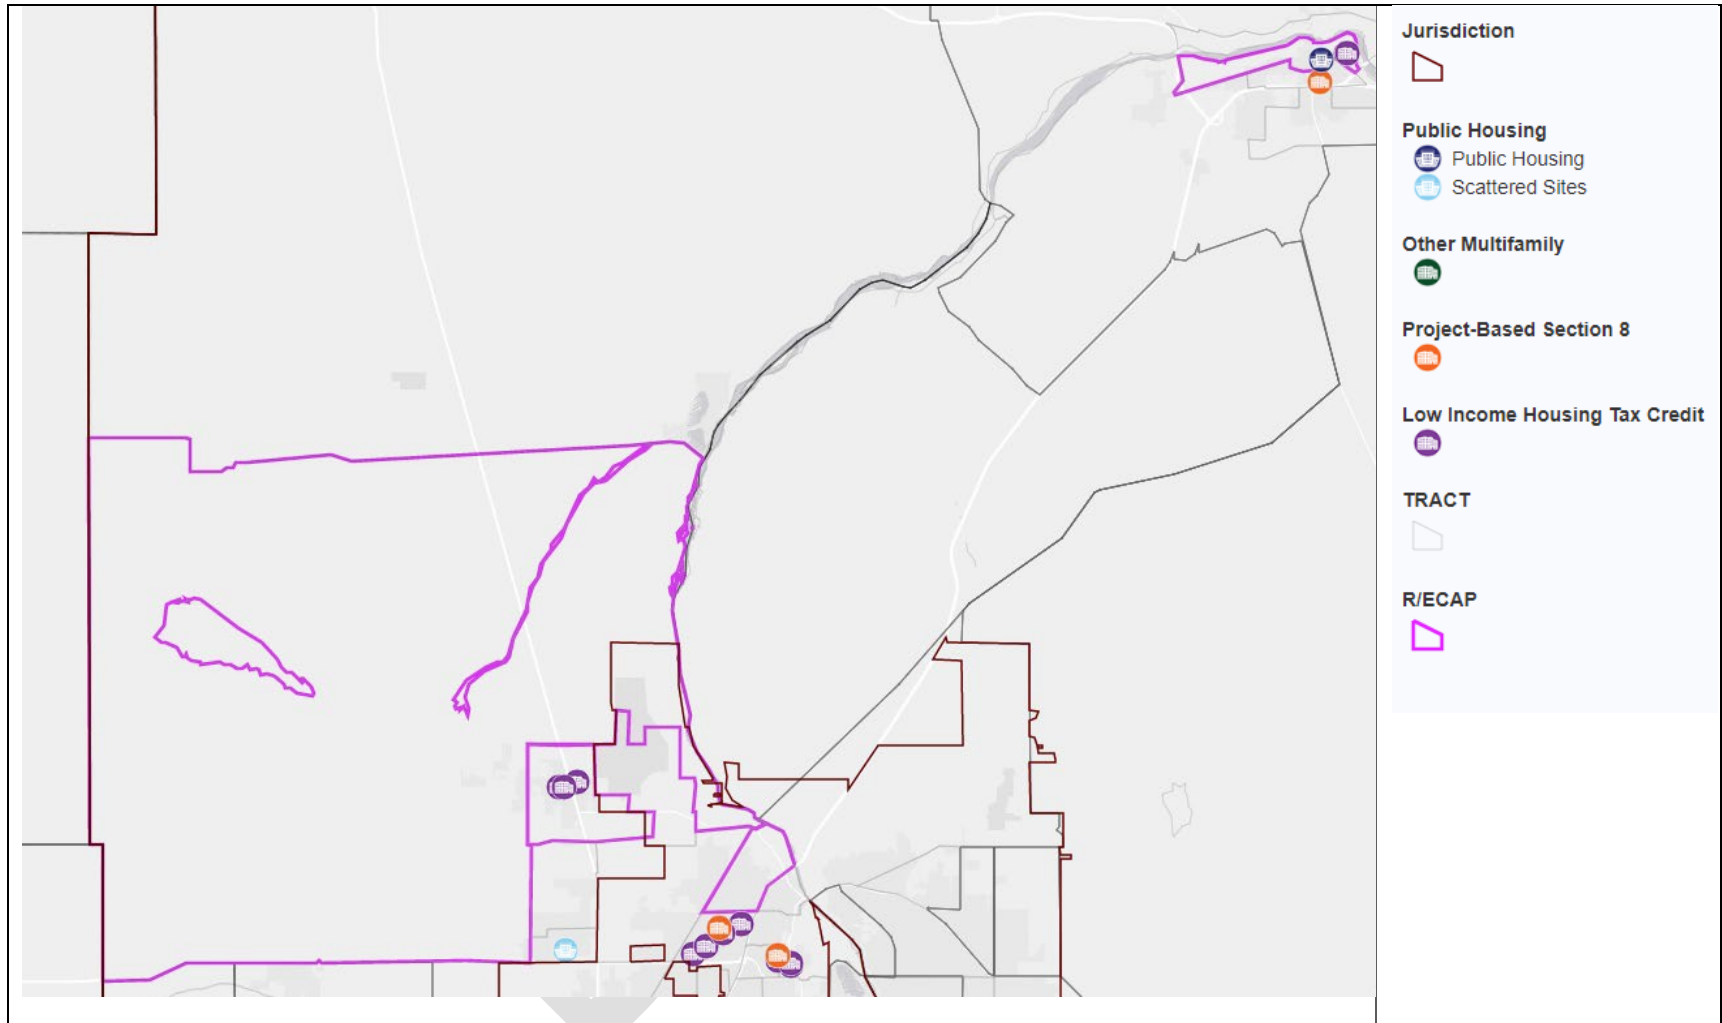 Jurisdiction
Public Housing
Public Housing
Scattered Sites
Other Multifamily
Project-Based Section 8
Low Income Housing Tax Credit
TRACT
R/ECAP